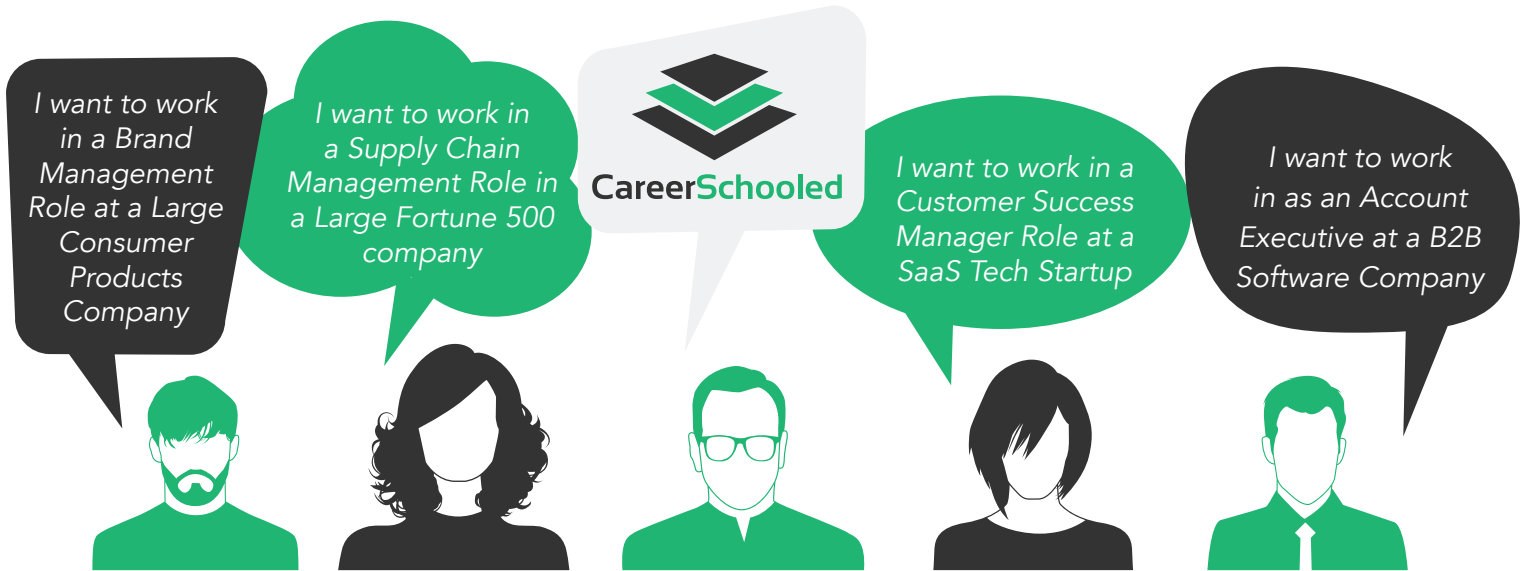 I want to work
in a Brand
Management
Role at a Large
Consumer
Products
Company
I want to work in
a Supply Chain
Management Role in
a Large Fortune 500
company
CareerSchooled
I want to work in a
Customer Success
Manager Role at a
SaaS Tech Startup
I want to work
in as an Account
Executive at a B2B
Software Company